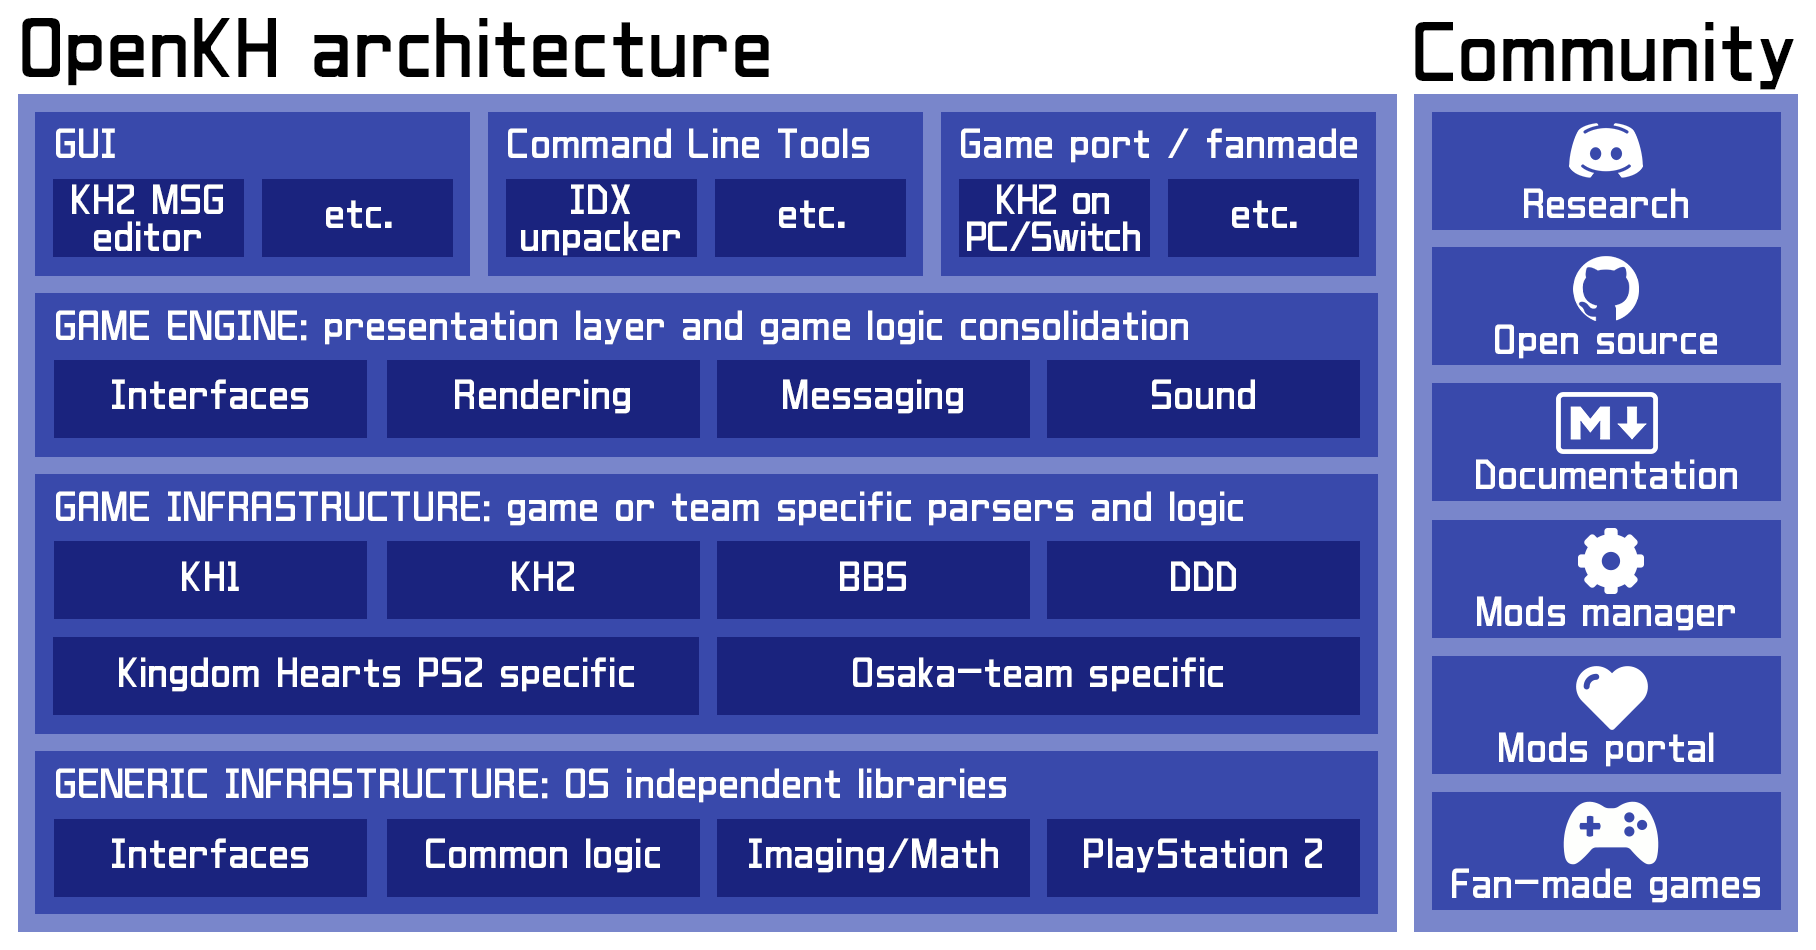 OpenKH architecture
GUI
KH2 MSG
editor
etc.
Command Line Tools
IDX
unpacker
etc.
Game port / fanmade
KH2 on
PC/Switch
etc.
GAME ENGINE: presentation layer and game logic consolidation
Interfaces
Rendering
Messaging
Sound
GAME INFRASTRUCTURE: game or team specific parsers and logic
KH1
KH2
BBS
DDD
Kingdom Hearts PS2 specific
Osaka-team specific
GENERIC INFRASTRUCTURE: OS independent libraries
Interfaces
Common logic
Imaging/Math
PlayStation 2
Community
Research
Open source
M
Documentation
Mods manager
Mods portal
Fan-made games